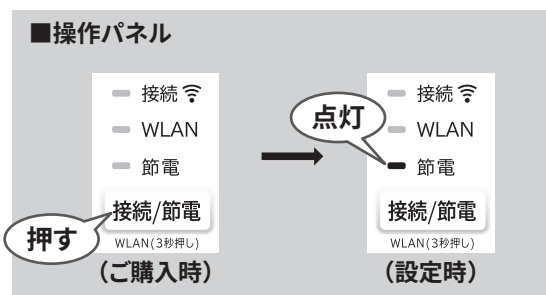 ■操作パネル
接続
WLAN
節電
接続/節電
押す
WLAN(3秒押し)
(ご購入時)
接続
点灯
WLAN
節電
接続/節電
WLAN(3秒押し)
(設定時)